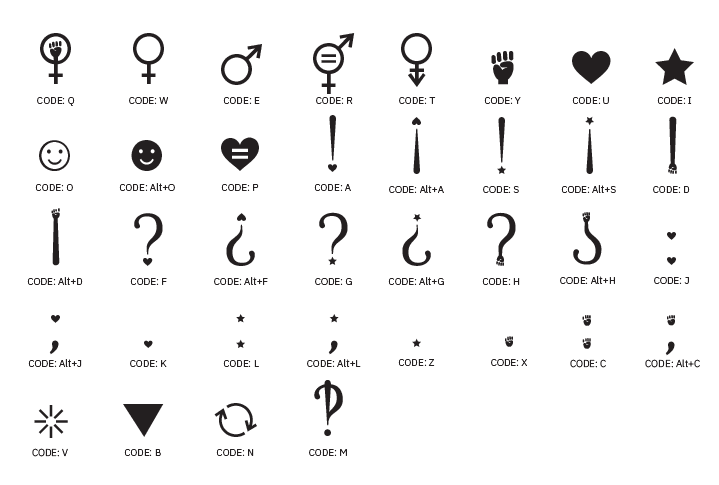 CODE: Q CODE: W CODE: E CODE: R CODE: T CODE: Y CODE: U CODE: I
CODE: O CODE: Alt+O CODE: P CODE: A CODE: Alt+A CODE: S CODE: Alt+S CODE: D
CODE: Alt+D CODE: F CODE: Alt+F CODE: G CODE: Alt+G CODE: H CODE: Alt+H CODE: J
CODE: Alt+J CODE: K CODE: L CODE: Alt+L CODE: Z CODE: X CODE: C CODE: Alt+C
CODE: V CODE: B CODE: N CODE: M